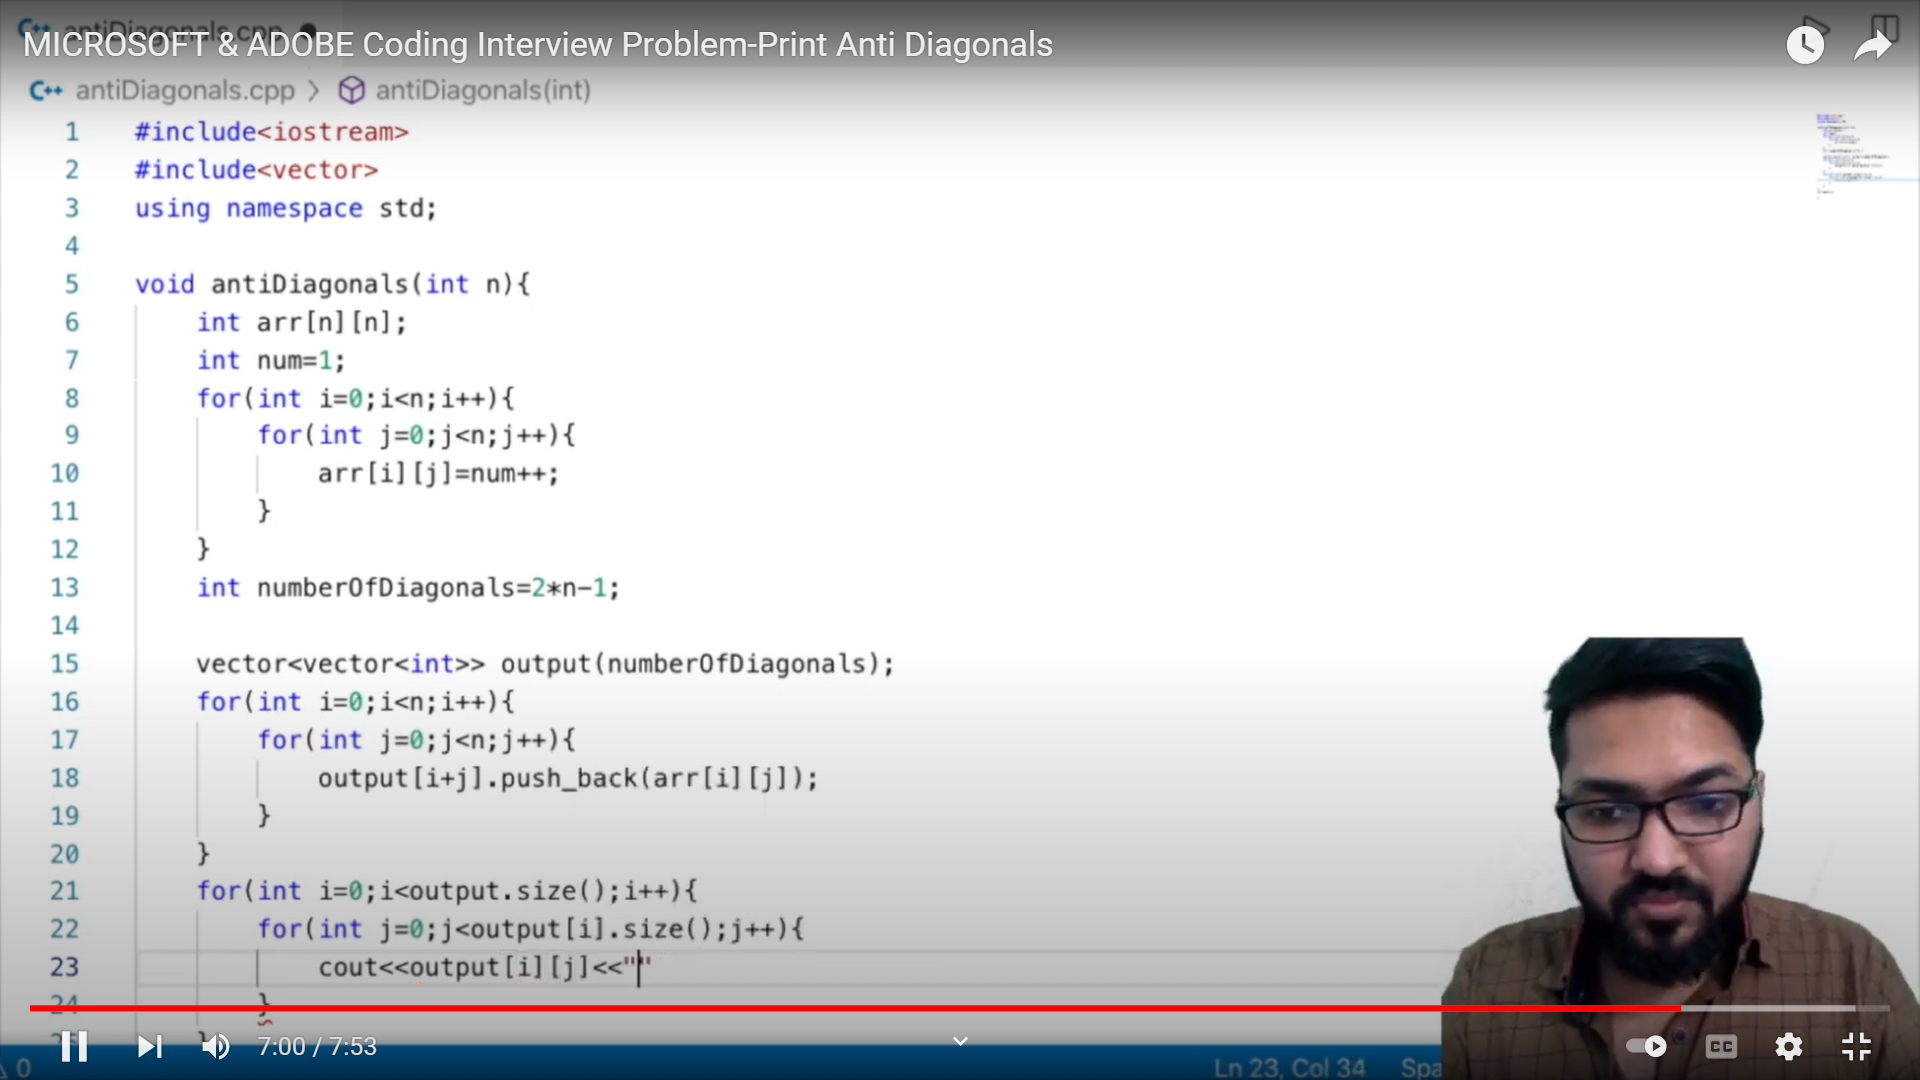 antiDiagonals.cpp
MICROSOFT & ADOBE Coding Interview Problem-Print Anti Diagonals
C++ antiDiagonals.cpp > antiDiagonals(int)
1 #include<iostream>
2 #include<vector>
3 using namespace std;
4
5 void antiDiagonals(int n){
6 int arr[n][n];
7 int num=1;
8 for(int i=0;i<n;i++){
9 for(int j=0;j<n;j++){
10 arr[i][j]=num++;
11 }
12 }
13 int numberOfDiagonals=2*n-1;
14
15 vector<vector<int>> output(numberOfDiagonals);
16 for(int i=0;i<n;i++){
17 for(int j=0;j<n;j++){
18 output[i+j].push_back(arr[i][j]);
19 }
20 }
21 for(int i=0;i<output.size();i++){
22 for(int j=0;j<output[i].size();j++){
23 cout<<output[i][j]<<""
24 }
7:00 / 7:53
CC
0
Ln 23, Col 34 Spa